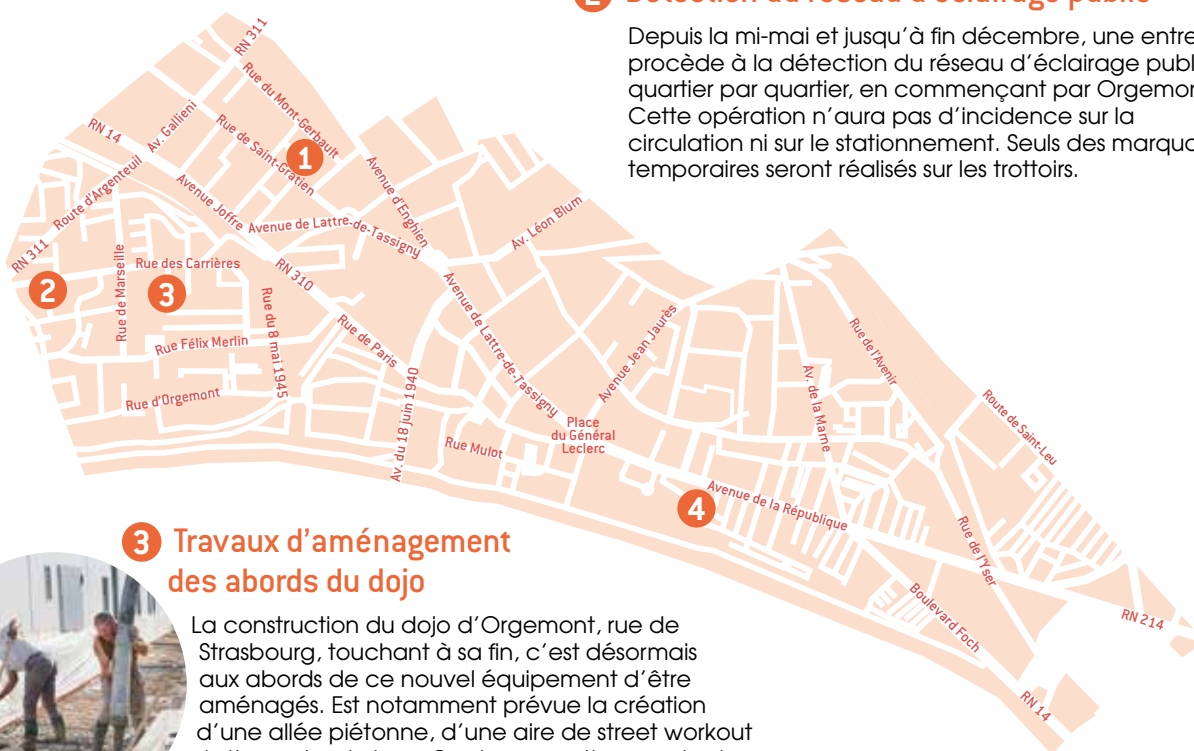 2 Détection du réseau d'éclairage public
Depuis la mi-mai et jusqu'à fin décembre, une
procède à la détection du réseau d'éclairage
quartier par quartier, en commençant par
Cette opération n'aura pas d'incidence sur la
circulation ni sur le stationnement. Seuls des
temporaires seront réalisés sur les trottoirs.
RN 311
Rue du Mont-Gerbault
Av. Gallieni
RN 14
Rue de Saint-Gratien
1
Route d'Argenteuil
Avenue d'Enghien
Avenue Joffre
Avenue de Lattre-de-Tassigny
Av. Léon Blum
RN 311
Rue de Marseille
Rue des Carrières
RN 310
2
3
Rue du 8 mai 1945
Avenue de Lattre-de-Tassigny
Rue de Paris
Rue Félix Merlin
Avenue Jean Jaurès
Rue de l'Avenir
Rue d'Orgemont
Av. du 18 juin 1940
Av. de la Marne
Route de Saint-Leu
Place
du Général
Leclerc
Rue Mulot
4
Avenue de la République
Rue de l'Yser
Boulevard Foch
RN 214
RN 14
3 Travaux d'aménagement
des abords du dojo
La construction du dojo d'Orgemont, rue de
Strasbourg, touchant à sa fin, c'est désormais
aux abords de ce nouvel équipement d'être
aménagés. Est notamment prévue la création
d'une allée piétonne, d'une aire de street workout